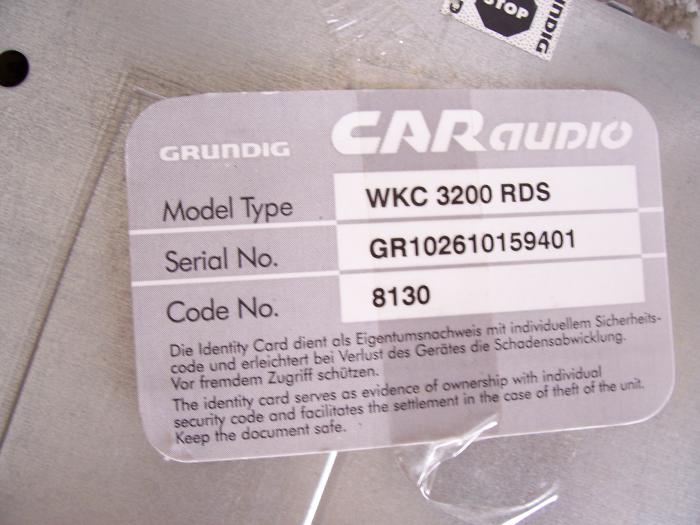 STOP
GRUNDIG
GRUNDIG CAR AUDIO
Model Type WKC 3200 RDS
Serial No. GR102610159401
Code No. 8130
Die Identity Card dient als Eigentumsnachweis mit individuellem Sicherheits-
code und erleichtert bei Verlust des Gerätes die Schadensabwicklung.
Vor fremdem Zugriff schützen.
The identity card serves as evidence of ownership with individual
security code and facilitates the settlement in the case of theft of the unit.
Keep the document safe.